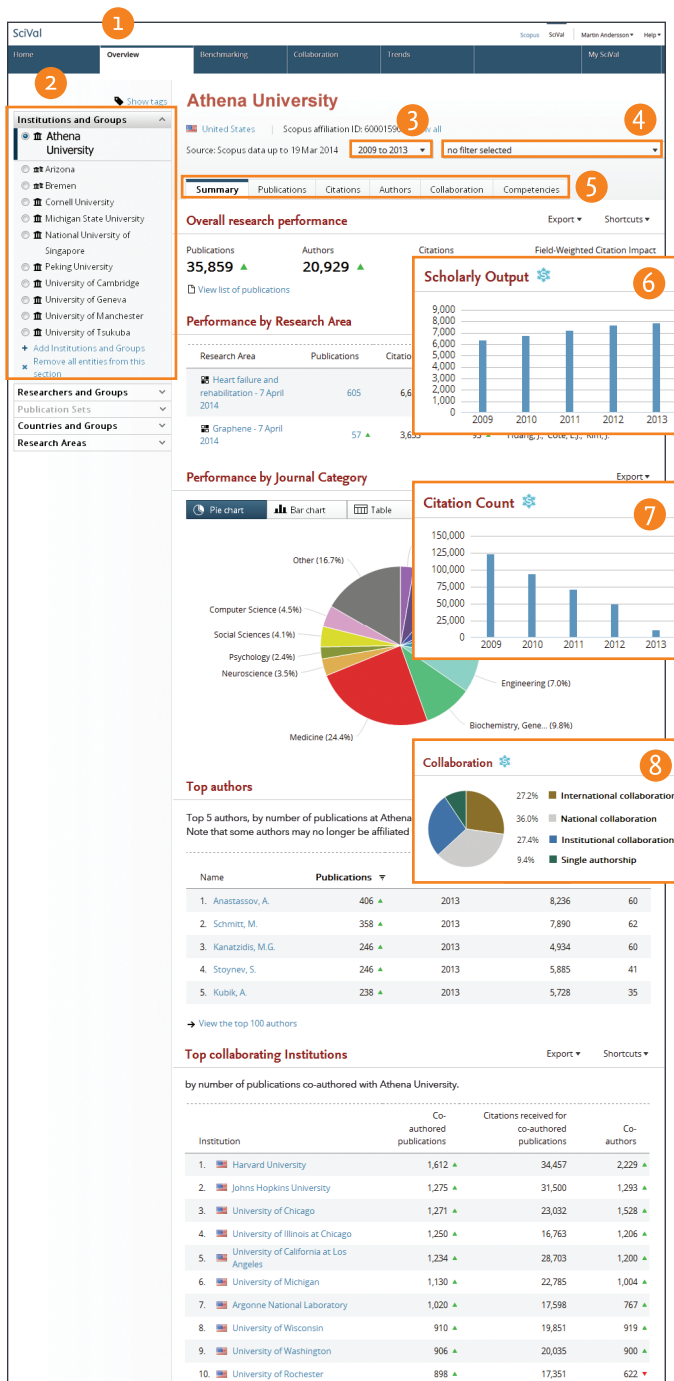 1
SciVal
Scopus SciVal Martin Andersson Help
Home Overview Benchmarking Collaboration Trends My SciVal
2
Show tags
Institutions and Groups
Athena
University
Arizona
Bremen
Cornell University
Michigan State University
National University of
Singapore
Peking University
University of Cambridge
University of Geneva
University of Manchester
University of Tsukuba
+ Add Institutions and Groups
Remove all entities from this
section
Researchers and Groups
Publication Sets
Countries and Groups
Research Areas
Athena University
3
4
United States Scopus affiliation ID: all
Source: Scopus data up to 19 Mar 2014 2009 to 2013 no filter selected
5
Summary Publications Citations Authors Collaboration Competencies
Overall research performance Export Shortcuts
Publications Authors Citations Field-Weighted Citation Impact
35,859 20,929
View list of publications
Performance by Research Area
Research Area Publications
Heart failure and
rehabilitation - 7 April
2014
605
Graphene - 7 April
2014
57
Scholarly Output
6
9,000
8,000
7,000
6,000
5,000
4,000
3,000
2,000
1,000
0
2009 2010 2011 2012 2013
Performance by Journal Category Export
Pie chart Bar chart Table
Other (16.7%)
Computer Science (4.5%)
Social Sciences (4.1%)
Psychology (2.4%)
Neuroscience (3.5%)
Medicine (24.4%)
Engineering (7.0%)
Biochemistry, Gene... (9.8%)
Citation Count
7
150,000
125,000
100,000
75,000
50,000
25,000
0
2009 2010 2011 2012 2013
Collaboration
8
27.2% International collaboration
36.0% National collaboration
27.4% Institutional collaboration
9.4% Single authorship
Top authors
Top 5 authors, by number of publications at Athena
Note that some authors may no longer be affiliated
Name Publications
1. Anastassov, A. 406 2013 8,236 60
2. Schmitt, M. 358 2013 7,890 62
3. Kanatzidis, M.G. 246 2013 4,934 60
4. Stoynev, S. 246 2013 5,885 41
5. Kubik, A. 238 2013 5,728 35
View the top 100 authors
Top collaborating Institutions Export Shortcuts
by number of publications co-authored with Athena University.
Co- Citations received for
authored co-authored Co-
Institution publications publications authors
1. Harvard University 1,612 34,457 2,229
2. Johns Hopkins University 1,275 31,500 1,293
3. University of Chicago 1,271 23,032 1,528
4. University of Illinois at Chicago 1,250 16,763 1,206
5. University of California at Los
Angeles 1,234 28,703 1,200
6. University of Michigan 1,130 22,785 1,004
7. Argonne National Laboratory 1,020 17,598 767
8. University of Wisconsin 910 19,851 919
9. University of Washington 906 20,035 900
10. University of Rochester 898 17,351 622